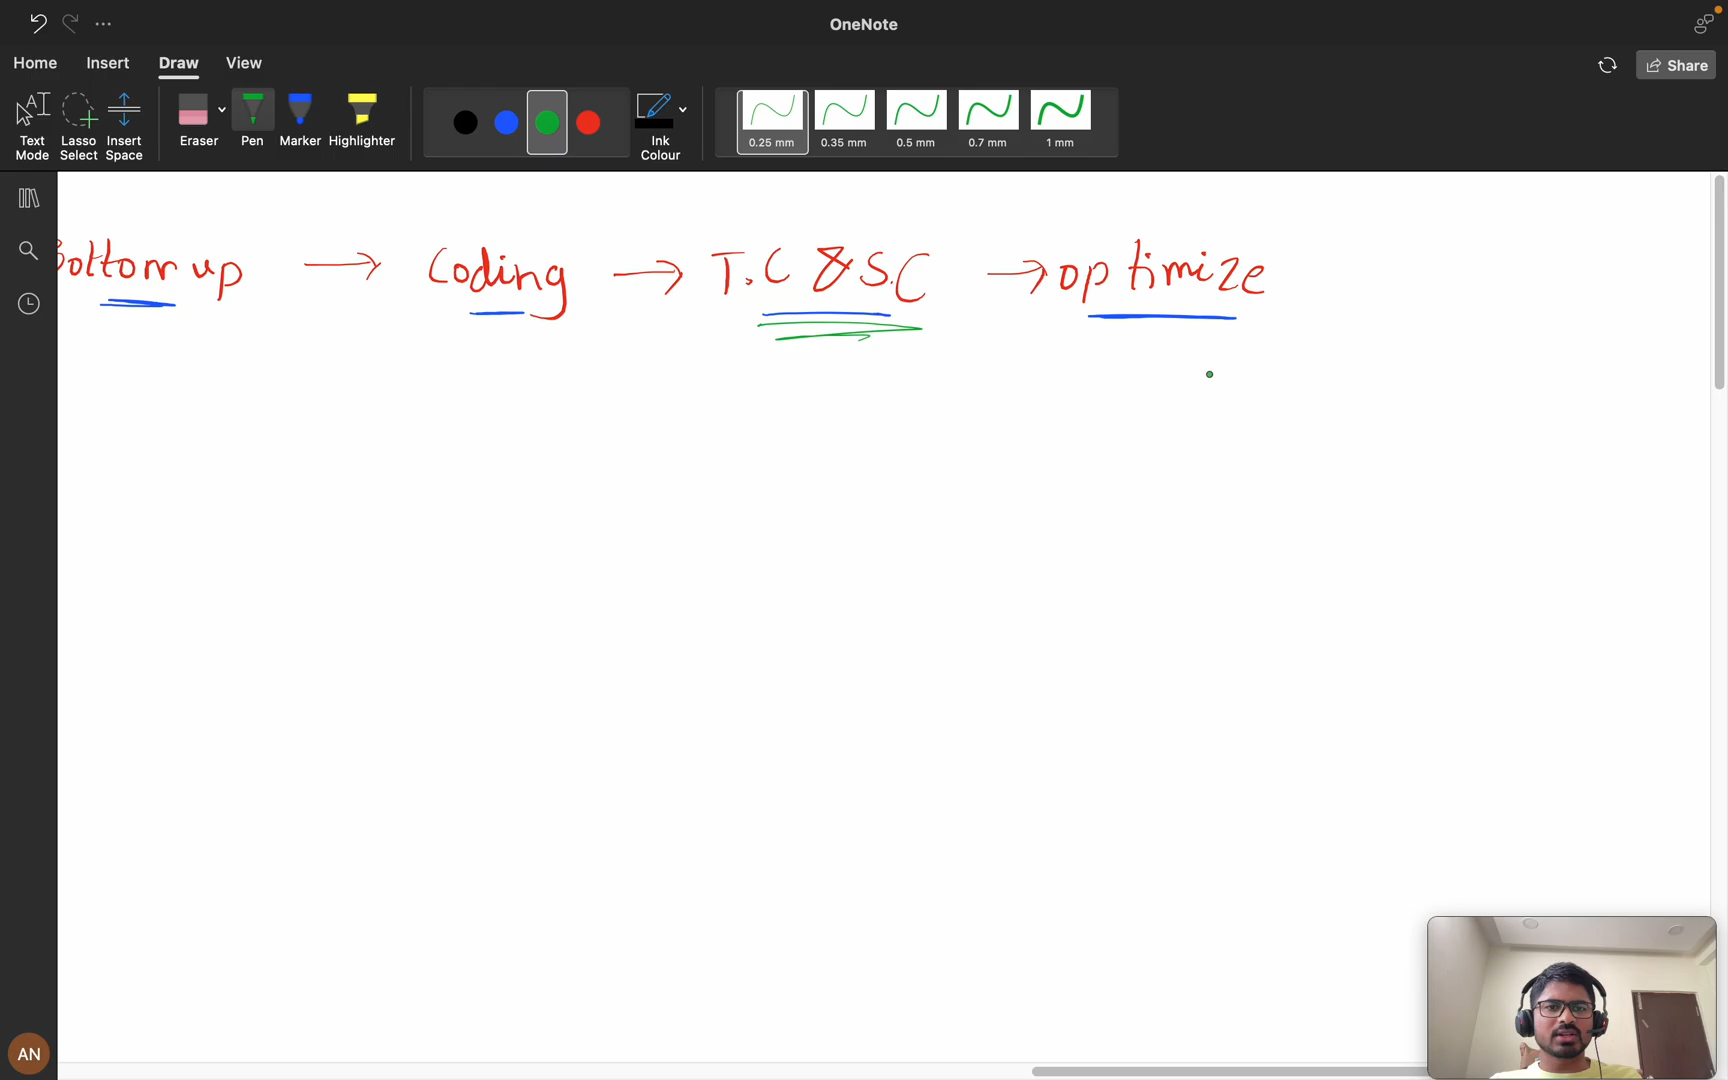 OneNote
Home Insert Draw View
Share
Text Mode
Lasso Select
Insert Space
Eraser
Pen
Marker
Highlighter
Ink Colour
0.25 mm
0.35 mm
0.5 mm
0.7 mm
1 mm
Bottom up → Coding → T.C & S.C → optimize
AN